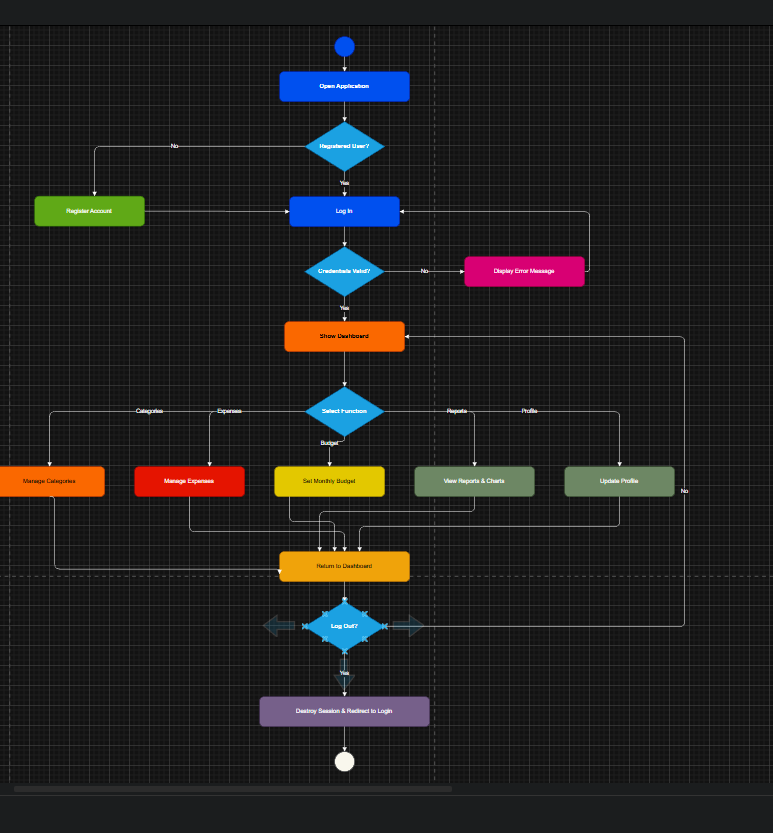 Open Application
Registered User?
No
Yes
Register Account
Log In
Credentials Valid?
No
Display Error Message
Yes
Show Dashboard
Select Function
Categories
Expenses
Reports
Profile
Budget
Manage Categories
Manage Expenses
Set Monthly Budget
View Reports & Charts
Update Profile
No
Return to Dashboard
Log Out?
Yes
Destroy Session & Redirect to Login